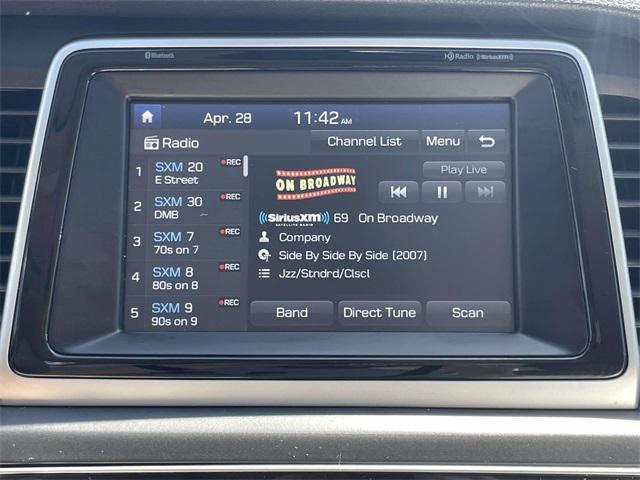 Bluetooth
HD Radio
((SiriusXM))
Apr. 28
11:42 AM
Radio
Channel List
Menu
1
SXM 20
REC
E Street
2
SXM 30
DMB
3
SXM 7
REC
70s on 7
4
SXM 8
REC
80s on 8
5
SXM 9
REC
90s on 9
ON BROADWAY
Play Live
((SiriusXM))
SATELLITE RADIO
69 On Broadway
Company
Side By Side By Side (2007)
Jzz/Stndrd/Clscl
Band
Direct Tune
Scan